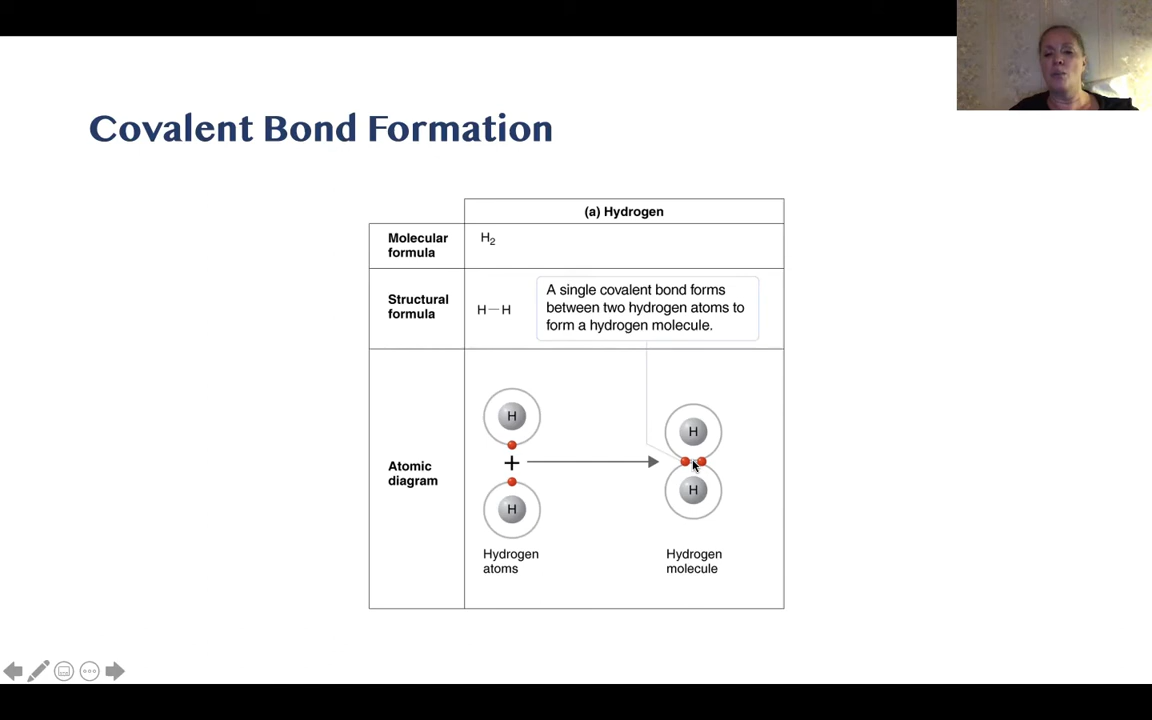 Covalent Bond Formation
(a) Hydrogen
Molecular
formula
H₂
Structural
formula
H—H
A single covalent bond forms
between two hydrogen atoms to
form a hydrogen molecule.
Atomic
diagram
H
+
H
H
H
Hydrogen
atoms
Hydrogen
molecule